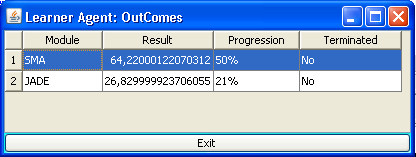 Learner Agent: OutComes
Module Result Progression Terminated
1 SMA 64,22000122070312 50% No
2 JADE 26,829999923706055 21% No
Exit